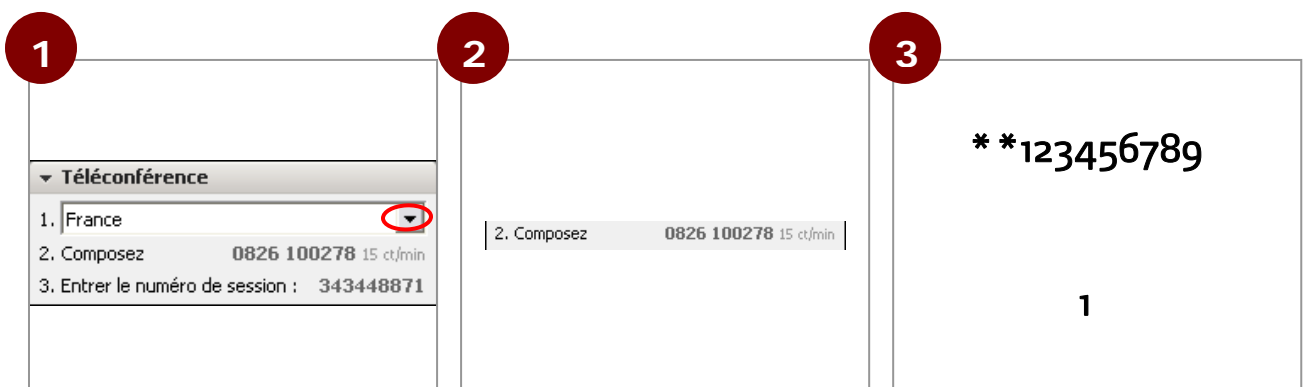 1
Téléconférence
1. France
2. Composez 0826 100278 15 ct/min
3. Entrer le numéro de session : 343448871
2
2. Composez 0826 100278 15 ct/min
3
**123456789
1